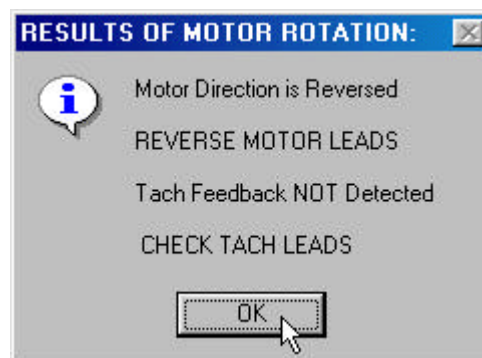 RESULTS OF MOTOR ROTATION:
Motor Direction is Reversed
REVERSE MOTOR LEADS
Tach Feedback NOT Detected
CHECK TACH LEADS
OK